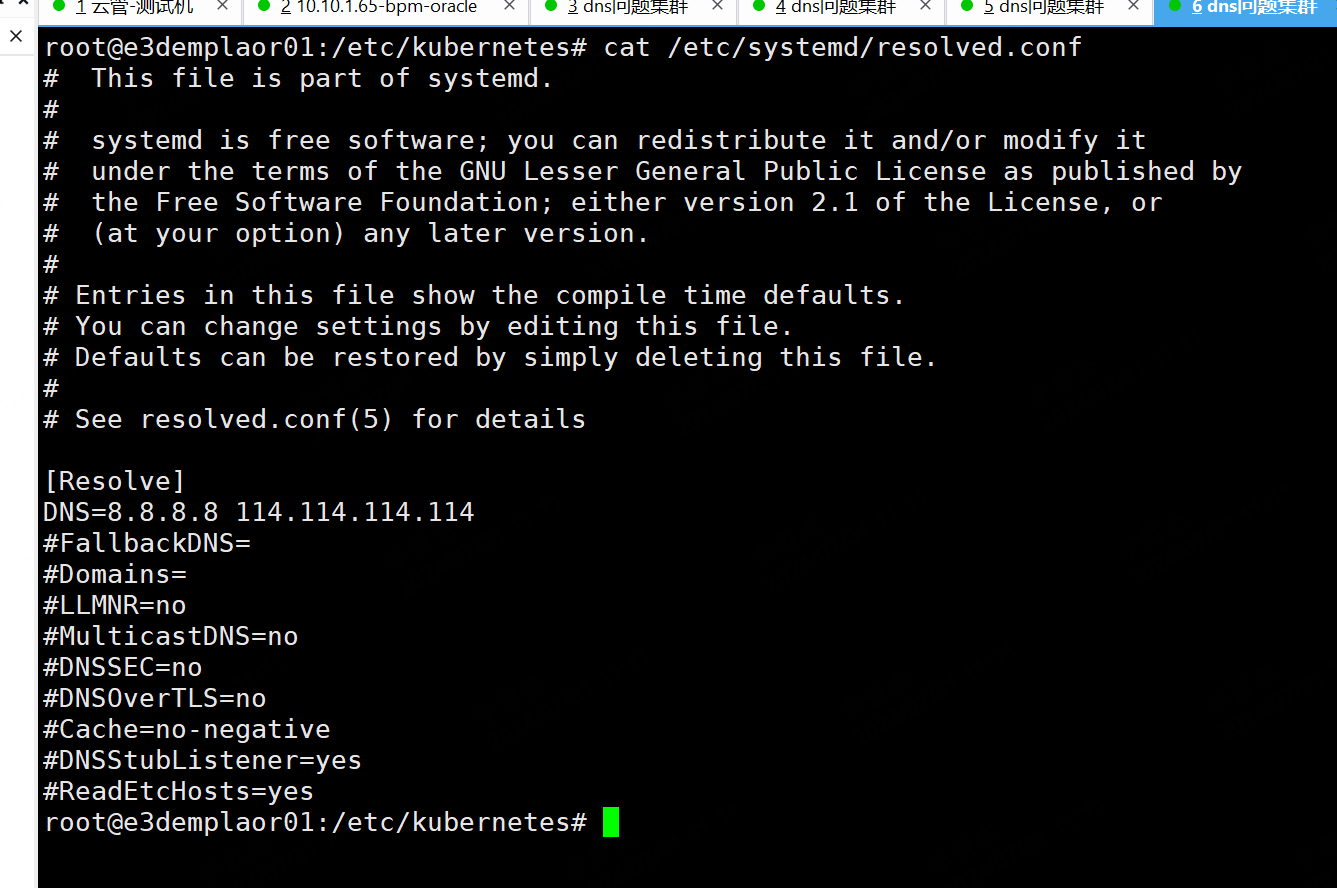 1 云管-测试机
2 10.10.1.65-bpm-oracle
3 dns问题集群
4 dns问题集群
5 dns问题集群
6 dns问题集群
root@e3demplaor01:/etc/kubernetes# cat /etc/systemd/resolved.conf
#  This file is part of systemd.
#
#  systemd is free software; you can redistribute it and/or modify it
#  under the terms of the GNU Lesser General Public License as published by
#  the Free Software Foundation; either version 2.1 of the License, or
#  (at your option) any later version.
#
# Entries in this file show the compile time defaults.
# You can change settings by editing this file.
# Defaults can be restored by simply deleting this file.
#
# See resolved.conf(5) for details
[Resolve]
DNS=8.8.8.8 114.114.114.114
#FallbackDNS=
#Domains=
#LLMNR=no
#MulticastDNS=no
#DNSSEC=no
#DNSOverTLS=no
#Cache=no-negative
#DNSStubListener=yes
#ReadEtcHosts=yes
root@e3demplaor01:/etc/kubernetes#